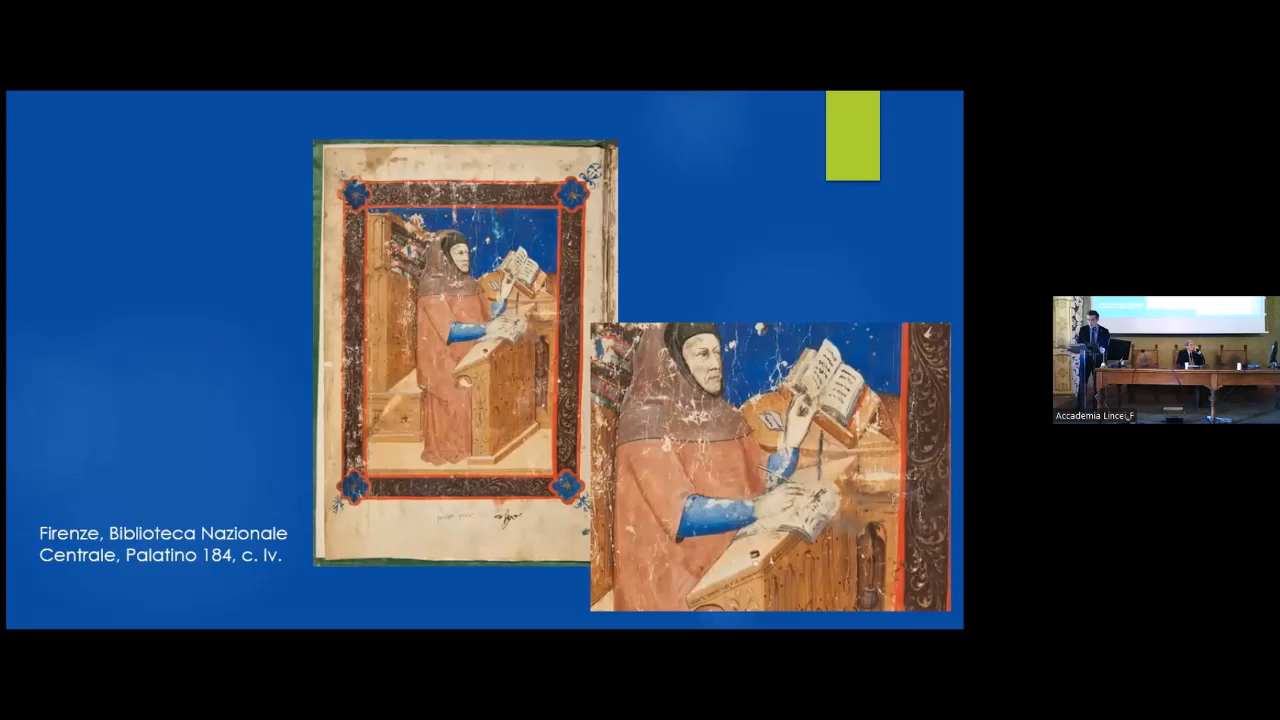 Firenze, Biblioteca Nazionale
Centrale, Palatino 184, c. Iv.
Accademia Lincei_F